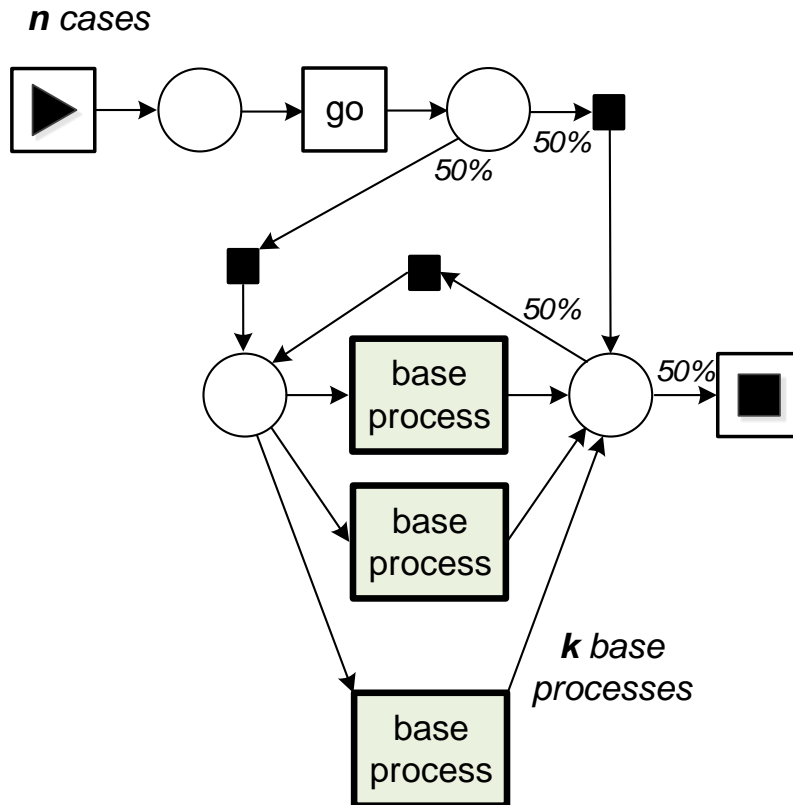 n cases
go
50%
50%
50%
50%
base
process
base
process
k base
processes
base
process